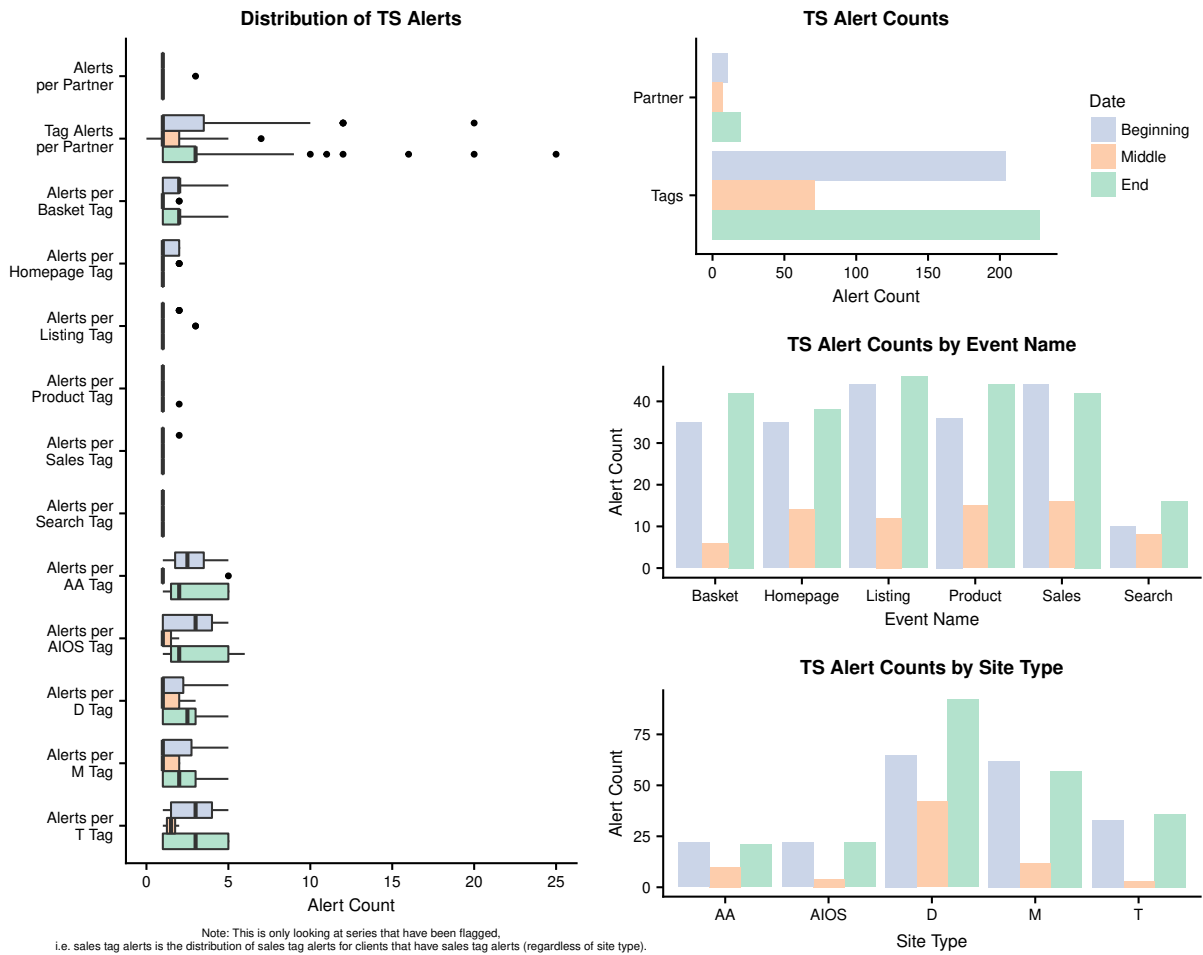 Distribution of TS Alerts
Alerts
per Partner
Tag Alerts
per Partner
Alerts per
Basket Tag
Alerts per
Homepage Tag
Alerts per
Listing Tag
Alerts per
Product Tag
Alerts per
Sales Tag
Alerts per
Search Tag
Alerts per
AA Tag
Alerts per
AIOS Tag
Alerts per
D Tag
Alerts per
M Tag
Alerts per
T Tag
0 5 10 15 20 25
Alert Count
Note: This is only looking at series that have been flagged,
i.e. sales tag alerts is the distribution of sales tag alerts for clients that have sales tag alerts (regardless of site type).
TS Alert Counts
Partner
Tags
0 50 100 150 200
Alert Count
Date
Beginning
Middle
End
TS Alert Counts by Event Name
Alert Count
40
30
20
10
0
Basket Homepage Listing Product Sales Search
Event Name
TS Alert Counts by Site Type
Alert Count
75
50
25
0
AA AIOS D M T
Site Type